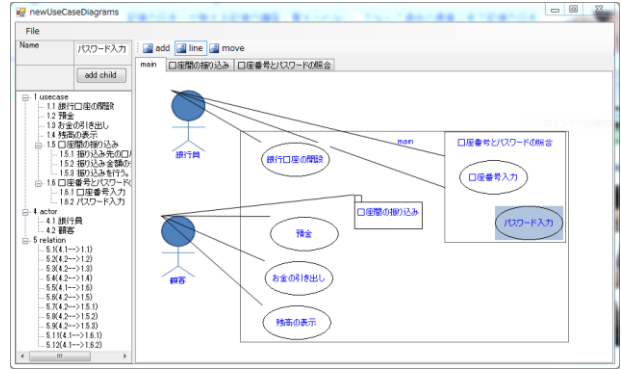 newUseCaseDiagrams
File
Name
パスワード入力
add child
add line move
main 口座間の振り込み 口座番号とパスワードの照合
1 usecase
1.1 銀行口座の開設
1.2 預金
1.3 お金の引き出し
1.4 残高の表示
1.5 口座間の振り込み
1.5.1 振り込み先の口
1.5.2 振り込み金額の
1.5.3 振り込みを行う。
1.6 口座番号とパスワード
1.6.1 口座番号入力
1.6.2 パスワード入力
4 actor
4.1 銀行員
4.2 顧客
5 relation
5.1(4.1-->1.1)
5.2(4.2-->1.2)
5.3(4.2-->1.3)
5.4(4.2-->1.4)
5.5(4.1-->1.6)
5.6(4.2-->1.5)
5.7(4.2-->1.5.1)
5.8(4.2-->1.5.2)
5.9(4.2-->1.5.3)
5.11(4.1-->1.6.1)
5.12(4.1-->1.6.2)
銀行員
銀行口座の開設
main
口座番号とパスワードの照合
口座番号入力
口座間の振り込み
パスワード入力
預金
お金の引き出し
顧客
残高の表示